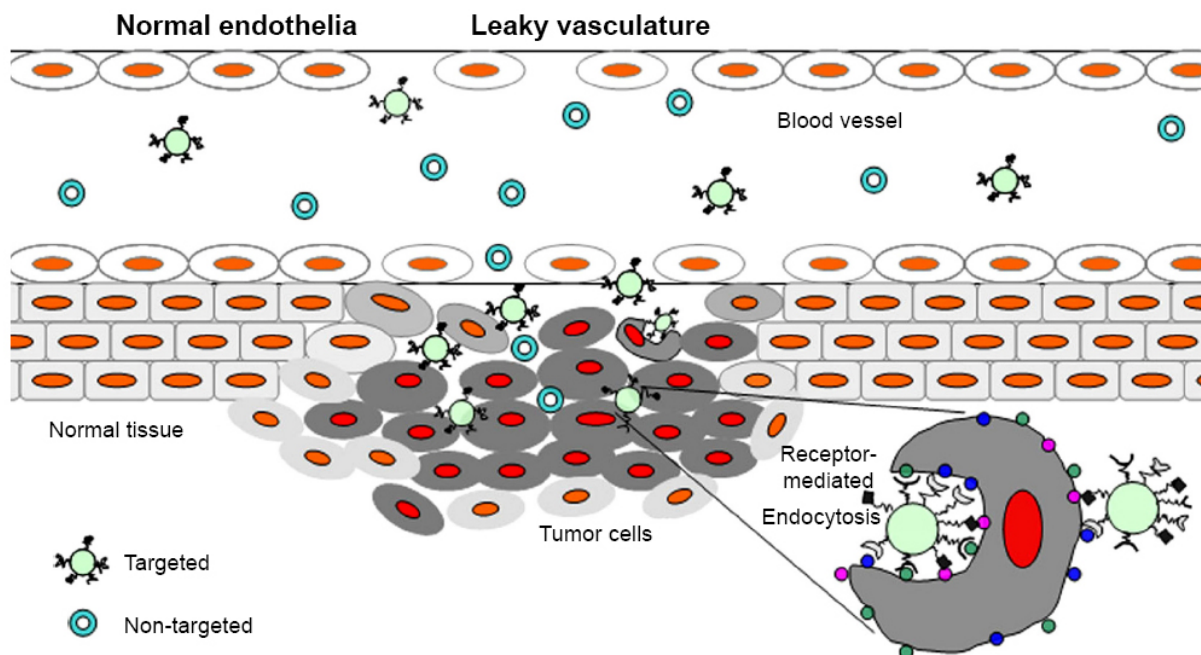 Normal endothelia
Leaky vasculature
Blood vessel
Normal tissue
Receptor-
mediated
Endocytosis
Tumor cells
Targeted
Non-targeted